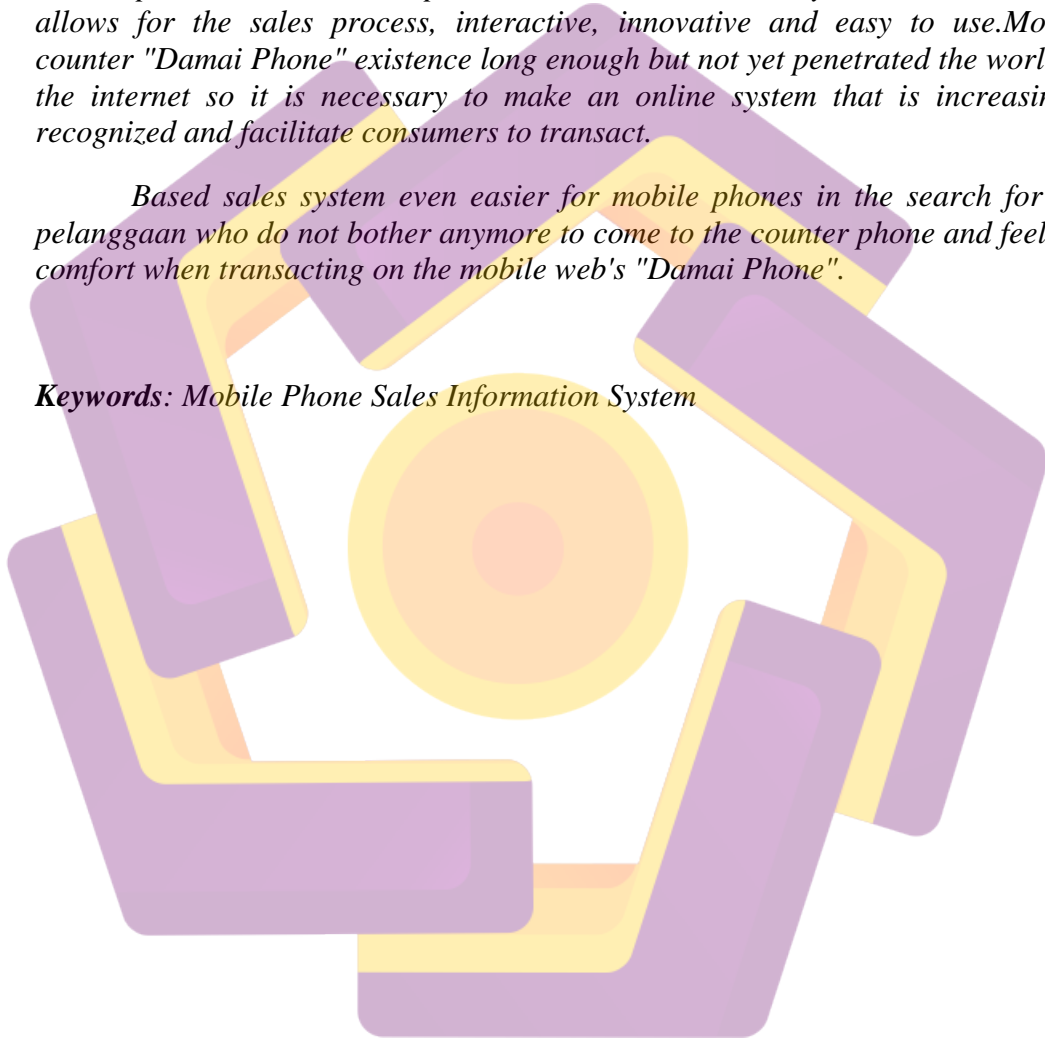 allows for the sales process, interactive, innovative and easy to use.Mo
counter "Damai Phone" existence long enough but not yet penetrated the worl
the internet so it is necessary to make an online system that is increasin
recognized and facilitate consumers to transact.
Based sales system even easier for mobile phones in the search for
pelanggaan who do not bother anymore to come to the counter phone and feel
comfort when transacting on the mobile web's "Damai Phone".
Keywords: Mobile Phone Sales Information System